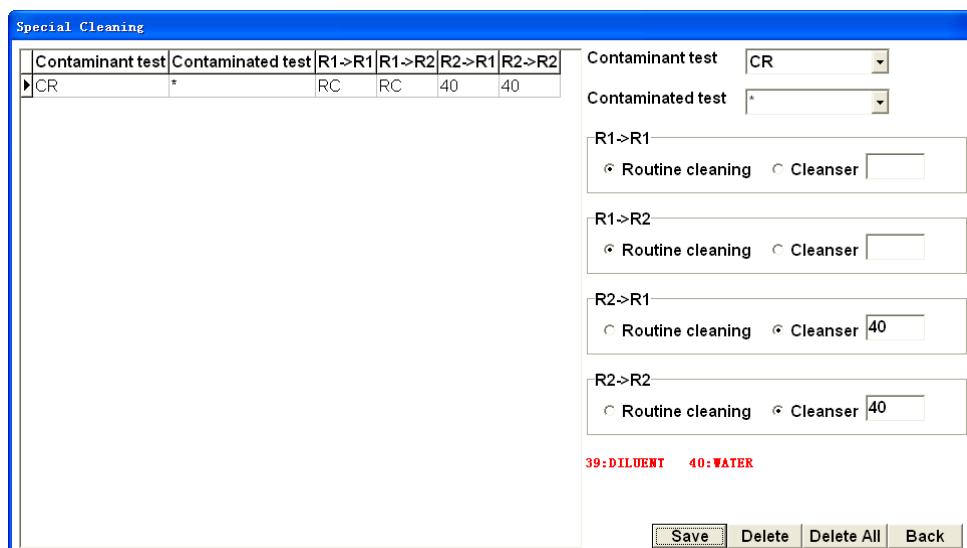 Special Cleaning
Contaminant test Contaminated test R1->R1 R1->R2 R2->R1 R2->R2
CR * RC RC 40 40
Contaminant test CR
Contaminated test *
R1->R1
Routine cleaning Cleanser
R1->R2
Routine cleaning Cleanser
R2->R1
Routine cleaning Cleanser 40
R2->R2
Routine cleaning Cleanser 40
39:DILUENT 40:WATER
Save Delete Delete All Back